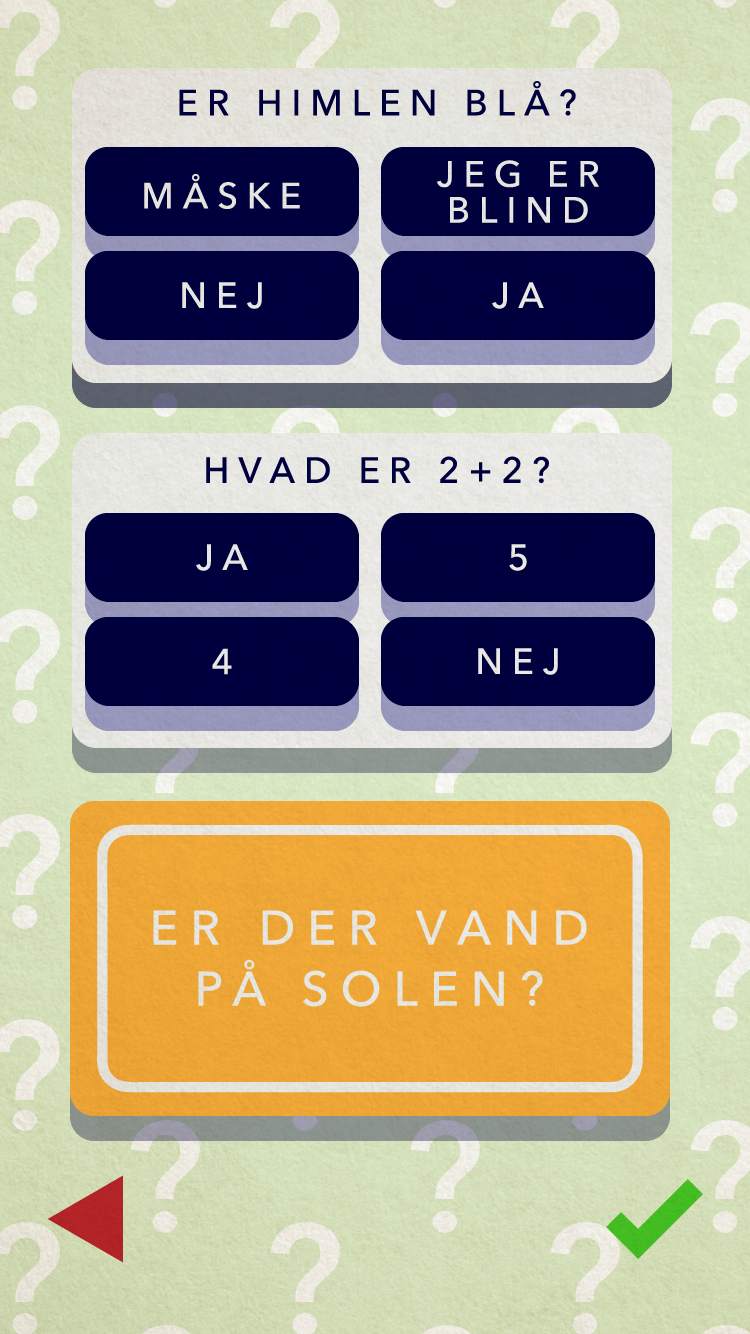 ER HIMLEN BLÅ?
MÅSKE
JEG ER
BLIND
NEJ
JA
HVAD ER 2+2?
JA
5
4
NEJ
ER DER VAND
PÅ SOLEN?